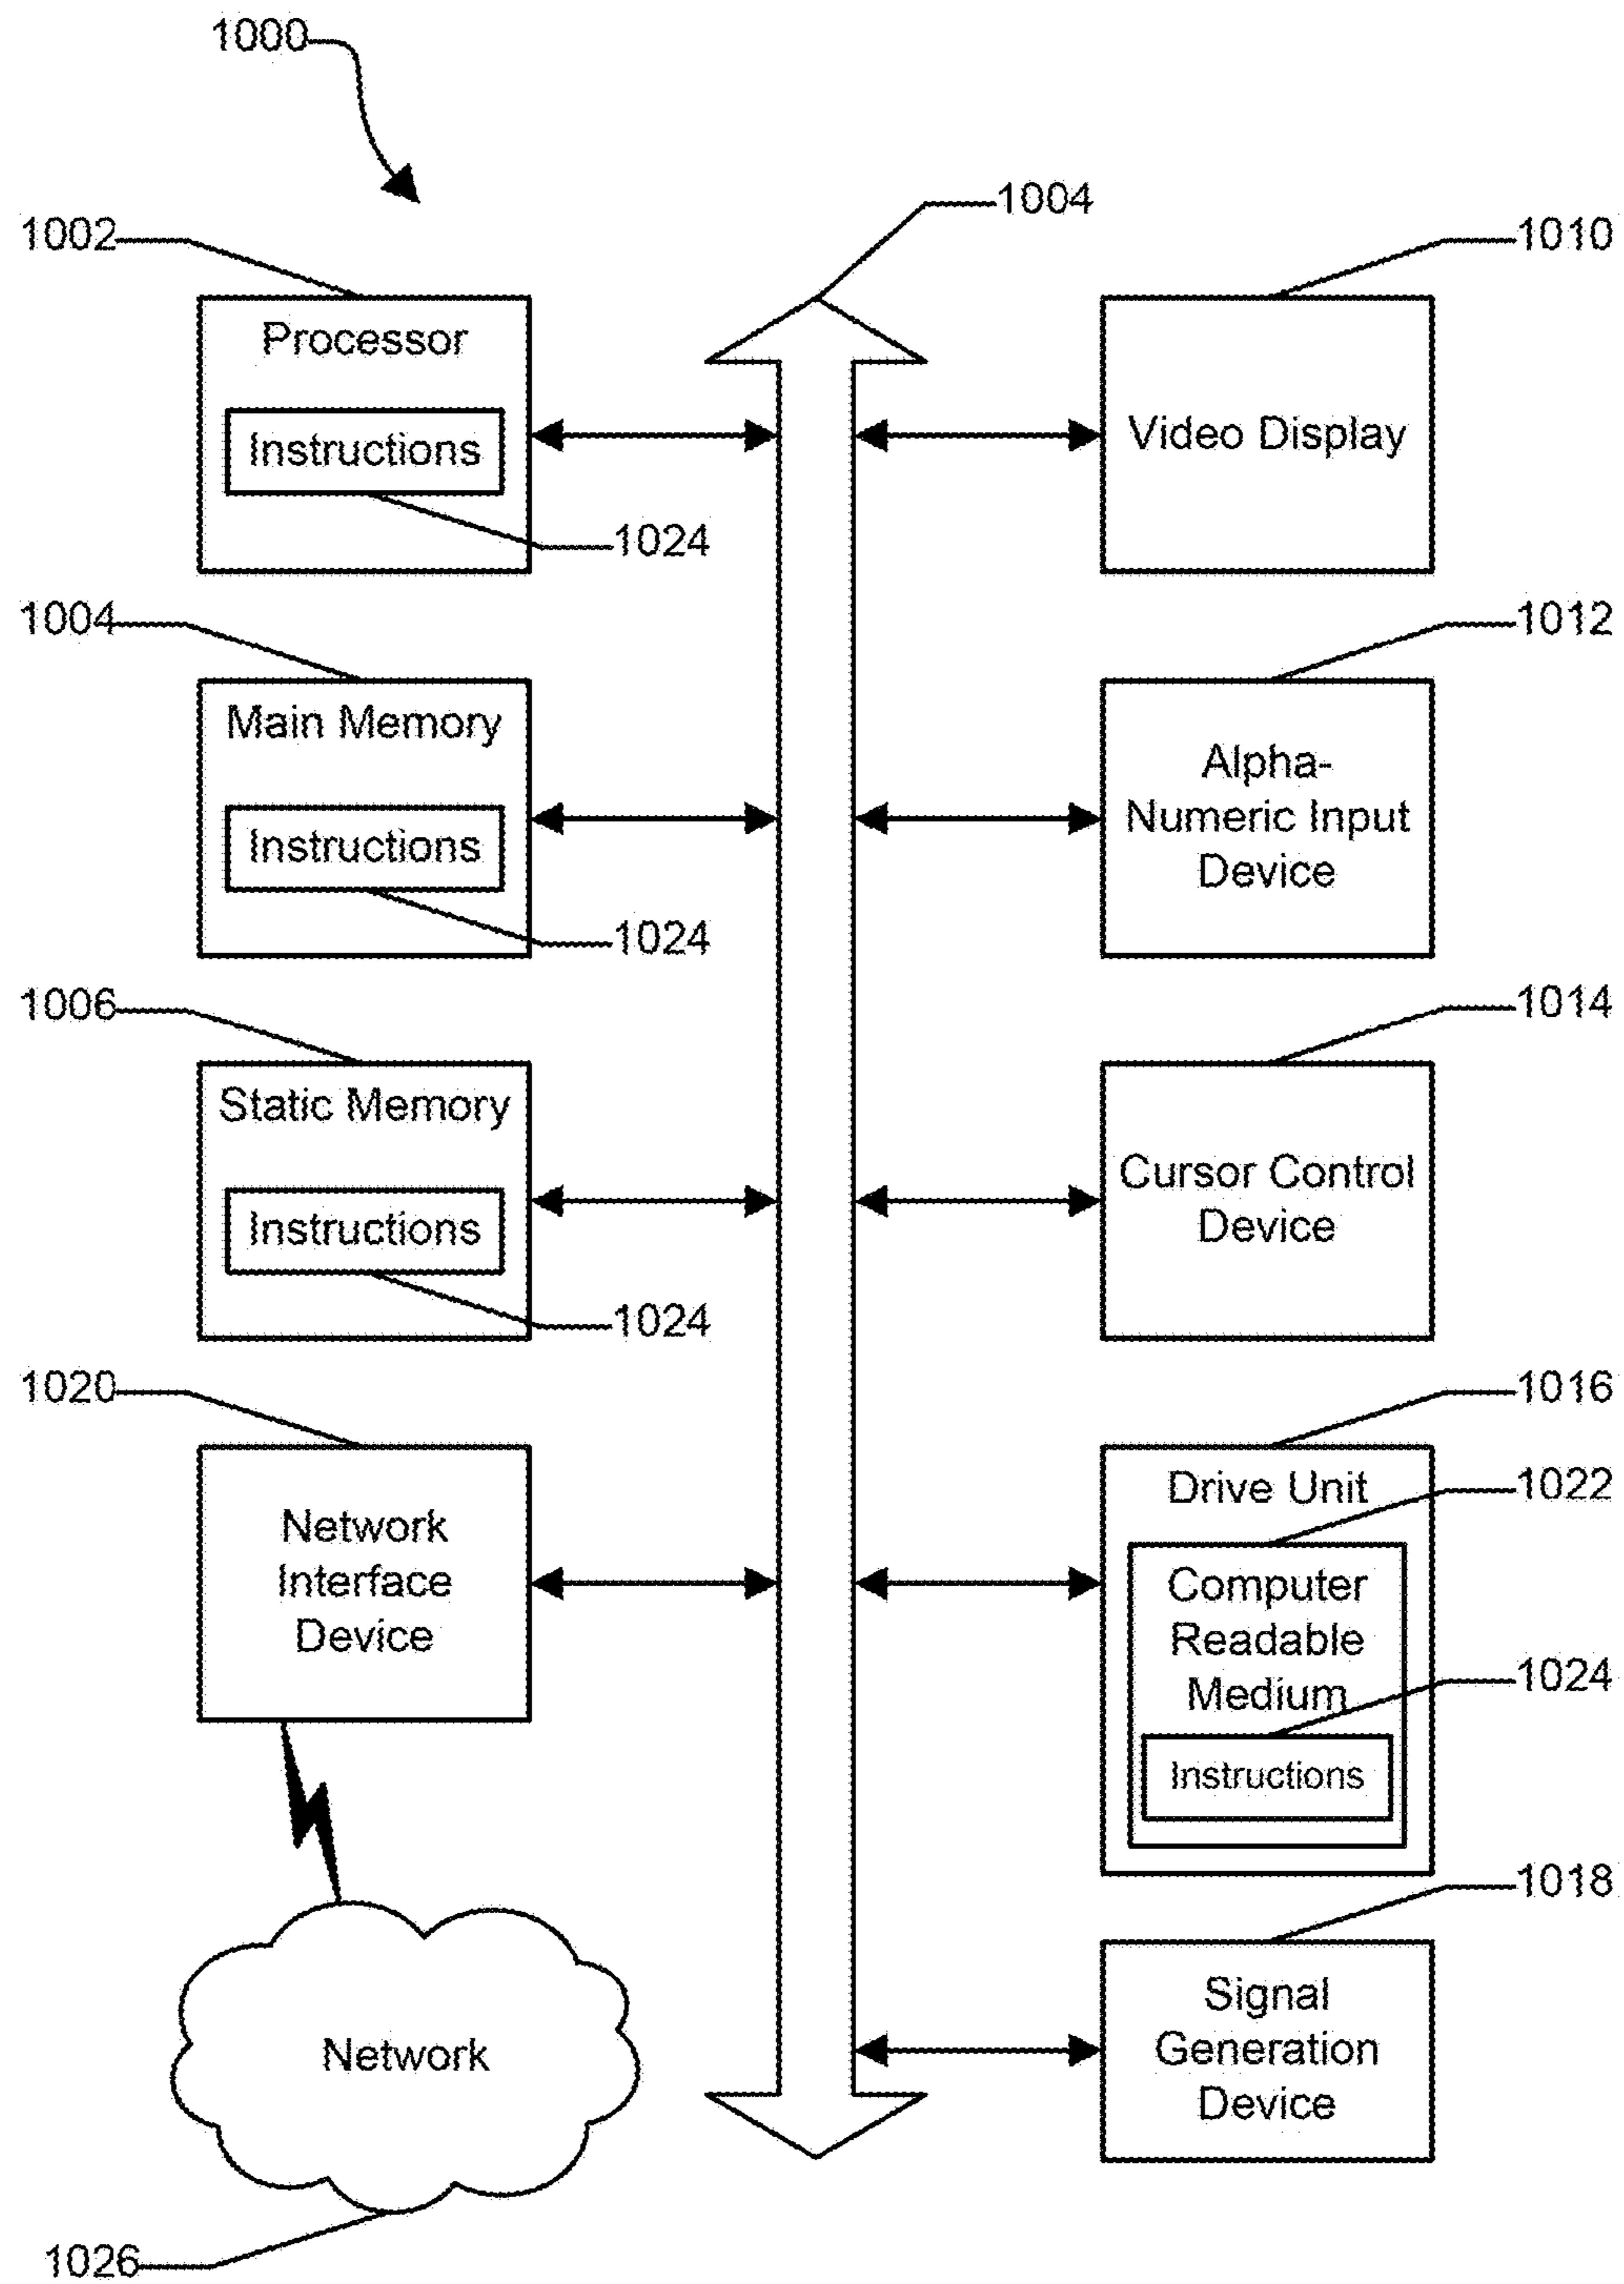 1000
1004
1002
Processor
Instructions
1024
1004
Main Memory
Instructions
1024
1006
Static Memory
Instructions
1024
1020
Network
Interface
Device
Network
1026
1010
Video Display
1012
Alpha-
Numeric Input
Device
1014
Cursor Control
Device
1016
Drive Unit
1022
Computer
Readable
Medium
1024
Instructions
1018
Signal
Generation
Device